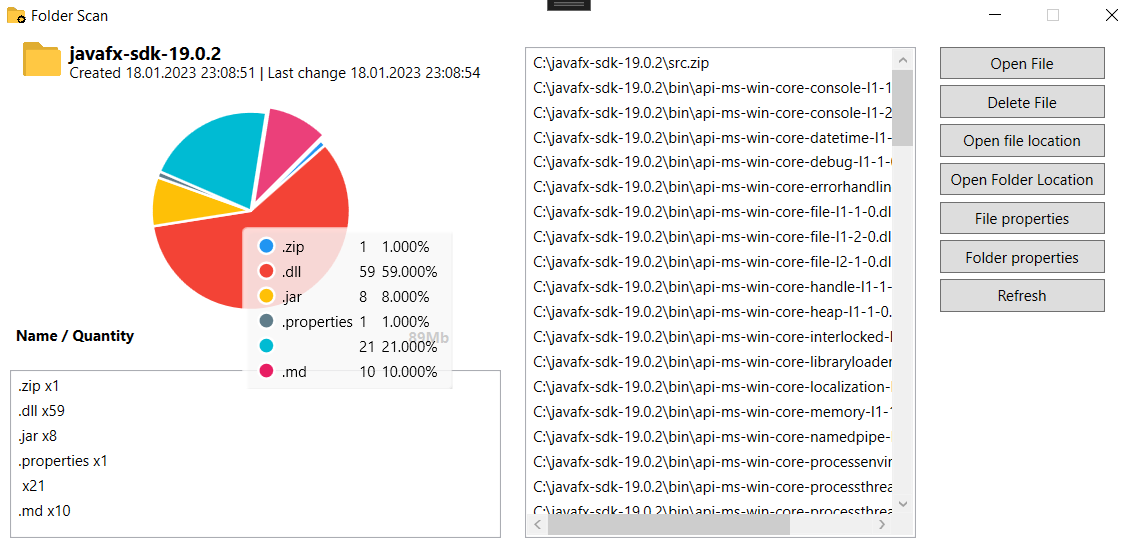 Folder Scan
javafx-sdk-19.0.2
Created 18.01.2023 23:08:51 | Last change 18.01.2023 23:08:54
.zip 1 1.000%
.dll 59 59.000%
.jar 8 8.000%
.properties 1 1.000%
21 21.000%
.md 10 10.000%
Name / Quantity
89Mb
.zip x1
.dll x59
.jar x8
.properties x1
x21
.md x10
C:\javafx-sdk-19.0.2\src.zip
C:\javafx-sdk-19.0.2\bin\api-ms-win-core-console-l1-1
C:\javafx-sdk-19.0.2\bin\api-ms-win-core-console-l1-2
C:\javafx-sdk-19.0.2\bin\api-ms-win-core-datetime-l1-
C:\javafx-sdk-19.0.2\bin\api-ms-win-core-debug-l1-1-0
C:\javafx-sdk-19.0.2\bin\api-ms-win-core-errorhandlin
C:\javafx-sdk-19.0.2\bin\api-ms-win-core-file-l1-1-0.dl
C:\javafx-sdk-19.0.2\bin\api-ms-win-core-file-l1-2-0.dl
C:\javafx-sdk-19.0.2\bin\api-ms-win-core-file-l2-1-0.dl
C:\javafx-sdk-19.0.2\bin\api-ms-win-core-handle-l1-1-
C:\javafx-sdk-19.0.2\bin\api-ms-win-core-heap-l1-1-0.
C:\javafx-sdk-19.0.2\bin\api-ms-win-core-interlocked-l
C:\javafx-sdk-19.0.2\bin\api-ms-win-core-libraryloader
C:\javafx-sdk-19.0.2\bin\api-ms-win-core-localization-
C:\javafx-sdk-19.0.2\bin\api-ms-win-core-memory-l1-1
C:\javafx-sdk-19.0.2\bin\api-ms-win-core-namedpipe-
C:\javafx-sdk-19.0.2\bin\api-ms-win-core-processenvir
C:\javafx-sdk-19.0.2\bin\api-ms-win-core-processthrea
C:\javafx-sdk-19.0.2\bin\api-ms-win-core-processthrea
Open File
Delete File
Open file location
Open Folder Location
File properties
Folder properties
Refresh